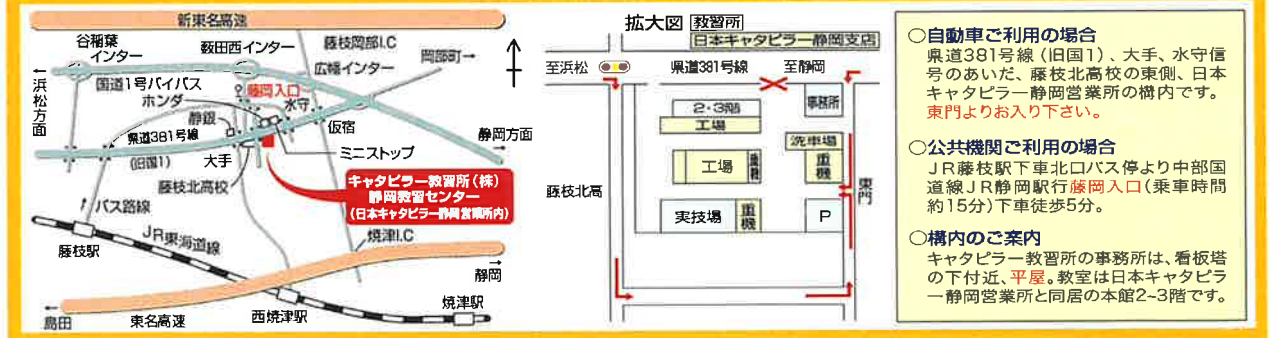 新東名高速
谷稲葉
インター
薮田西インター
藤枝岡部I.C
岡部町→
広幡インター
←浜松方面
国道1号バイパス
藤岡入口
ホンダ
水守
静銀
仮宿
県道381号線
(旧国1)
大手
ミニストップ
静岡方面→
藤枝北高校
キャタピラー教習所(株)
静岡教習センター
(日本キャタピラー静岡営業所内)
バス路線
JR東海道線
藤枝駅
焼津I.C
→静岡
焼津駅
西焼津駅
東名高速
←島田
拡大図 教習所
日本キャタピラー静岡支店
至浜松
県道381号線
至静岡
2・3階
工場
事務所
洗車場
工場
重機
重機
東門
藤枝北高
実技場
重機
P
○自動車ご利用の場合
県道381号線(旧国1)、大手、水守信
号のあいだ、藤枝北高校の東側、日本
キャタピラー静岡営業所の構内です。
東門よりお入り下さい。
○公共機関ご利用の場合
JR藤枝駅下車北口バス停より中部国
道線JR静岡駅行藤岡入口(乗車時間
約15分)下車徒歩5分。
○構内のご案内
キャタピラー教習所の事務所は、看板塔
の下付近、平屋。教室は日本キャタピラ
ー静岡営業所と同居の本館2-3階です。